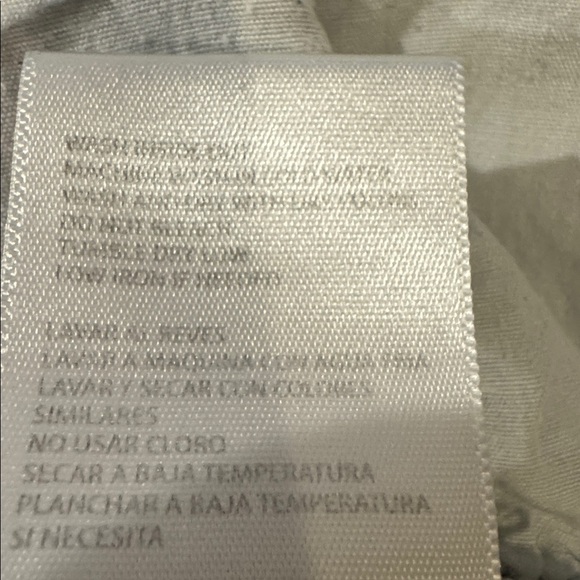 WASH INSIDE OUT
MACHINE WASH IN COLD WATER
WASH AND DRY WITH LIKE COLORS
DO NOT BLEACH
TUMBLE DRY LOW
LOW IRON IF NEEDED
LAVAR AL REVES
LAVAR A MAQUINA CON AGUA FRIA
LAVAR Y SECAR CON COLORES
SIMILARES
NO USAR CLORO
SECAR A BAJA TEMPERATURA
PLANCHAR A BAJA TEMPERATURA
SI NECESITA